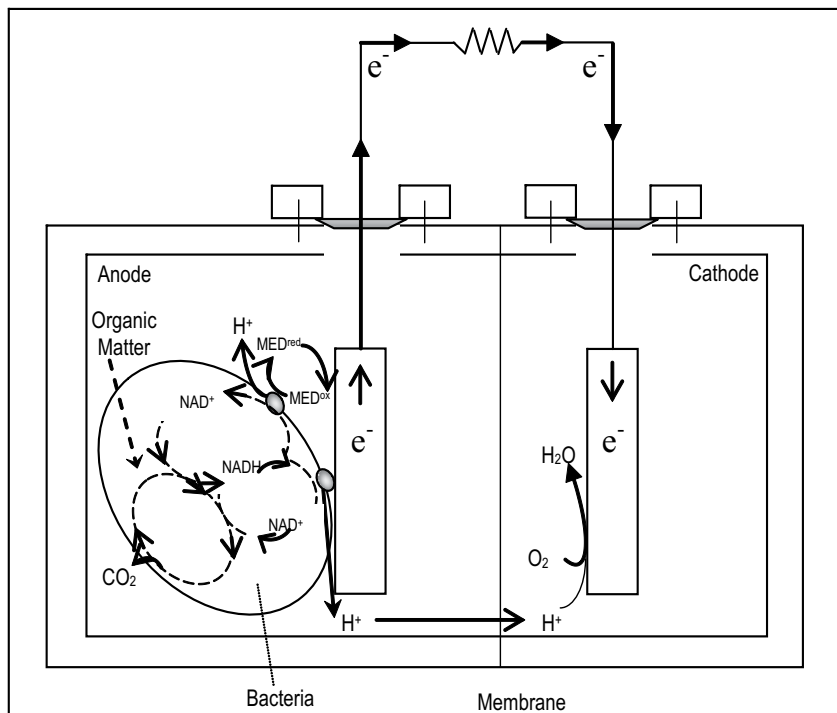 e⁻
e⁻
Anode
Cathode
Organic
Matter
H⁺
MEDʳᵉᵈ
MEDᵒˣ
NAD⁺
e⁻
e⁻
H₂O
NADH
NAD⁺
O₂
CO₂
H⁺
H⁺
Bacteria
Membrane